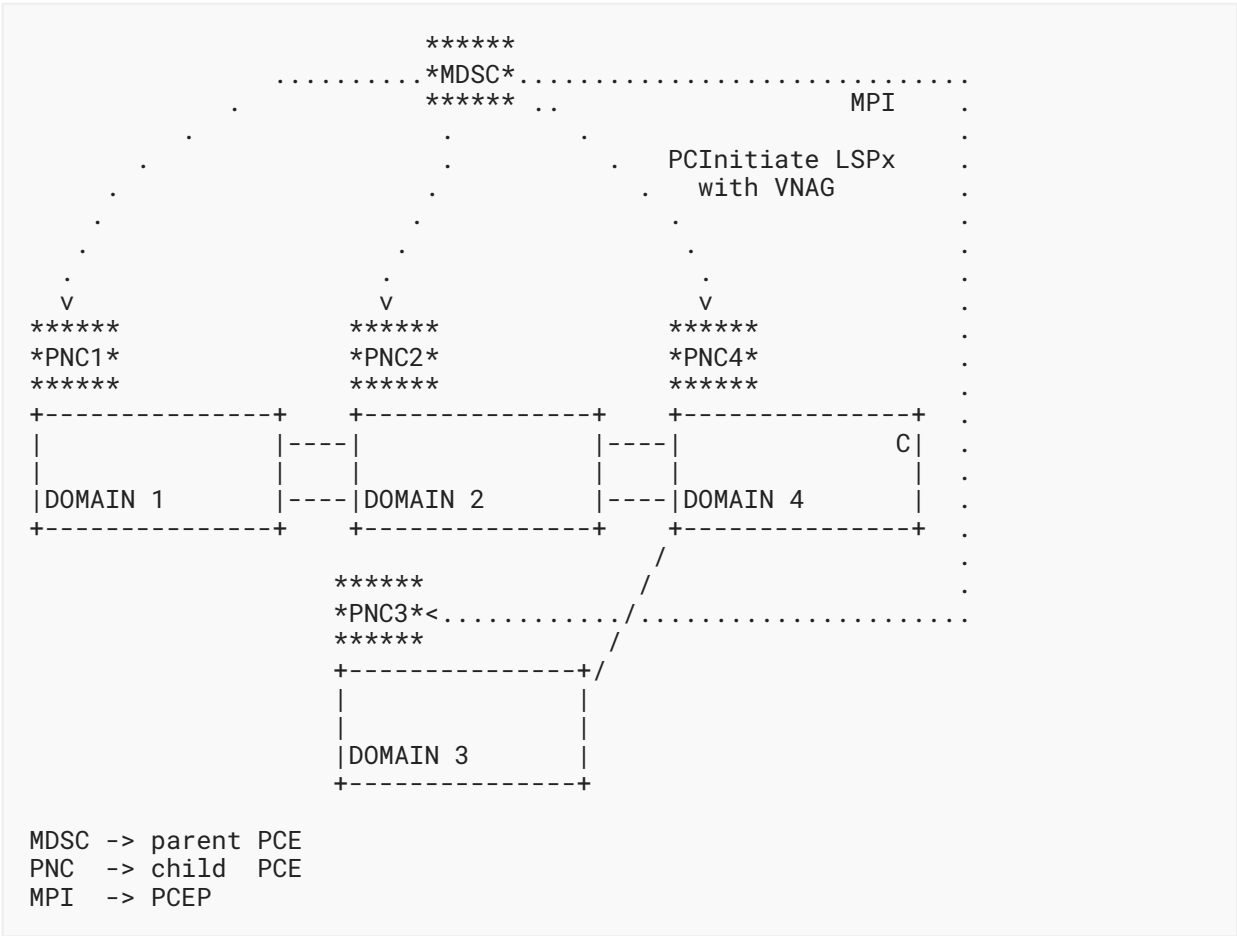 ******
                ..........*MDSC*..............................
             .            ****** ..                   MPI    .
          .                .        .                        .
       .                   .          .   PCInitiate LSPx    .
     .                    .             .   with VNAG        .
    .                    .                .                  .
   .                    .                  .                 .
  .                    .                    .                .
  v                    v                    v                .
******               ******               ******             .
*PNC1*               *PNC2*               *PNC4*             .
******               ******               ******             .
+---------------+    +---------------+    +---------------+  .
|               |----|               |----|              C|  .
|               |    |               |    |               |  .
|DOMAIN 1       |----|DOMAIN 2       |----|DOMAIN 4       |  .
+---------------+    +---------------+    +---------------+  .
                                         /                   .
                    ******              /                    .
                    *PNC3*<............/......................
                    ******            /
                    +---------------+/
                    |               |
                    |               |
                    |DOMAIN 3       |
                    +---------------+

MDSC -> parent PCE
PNC  -> child  PCE
MPI  -> PCEP